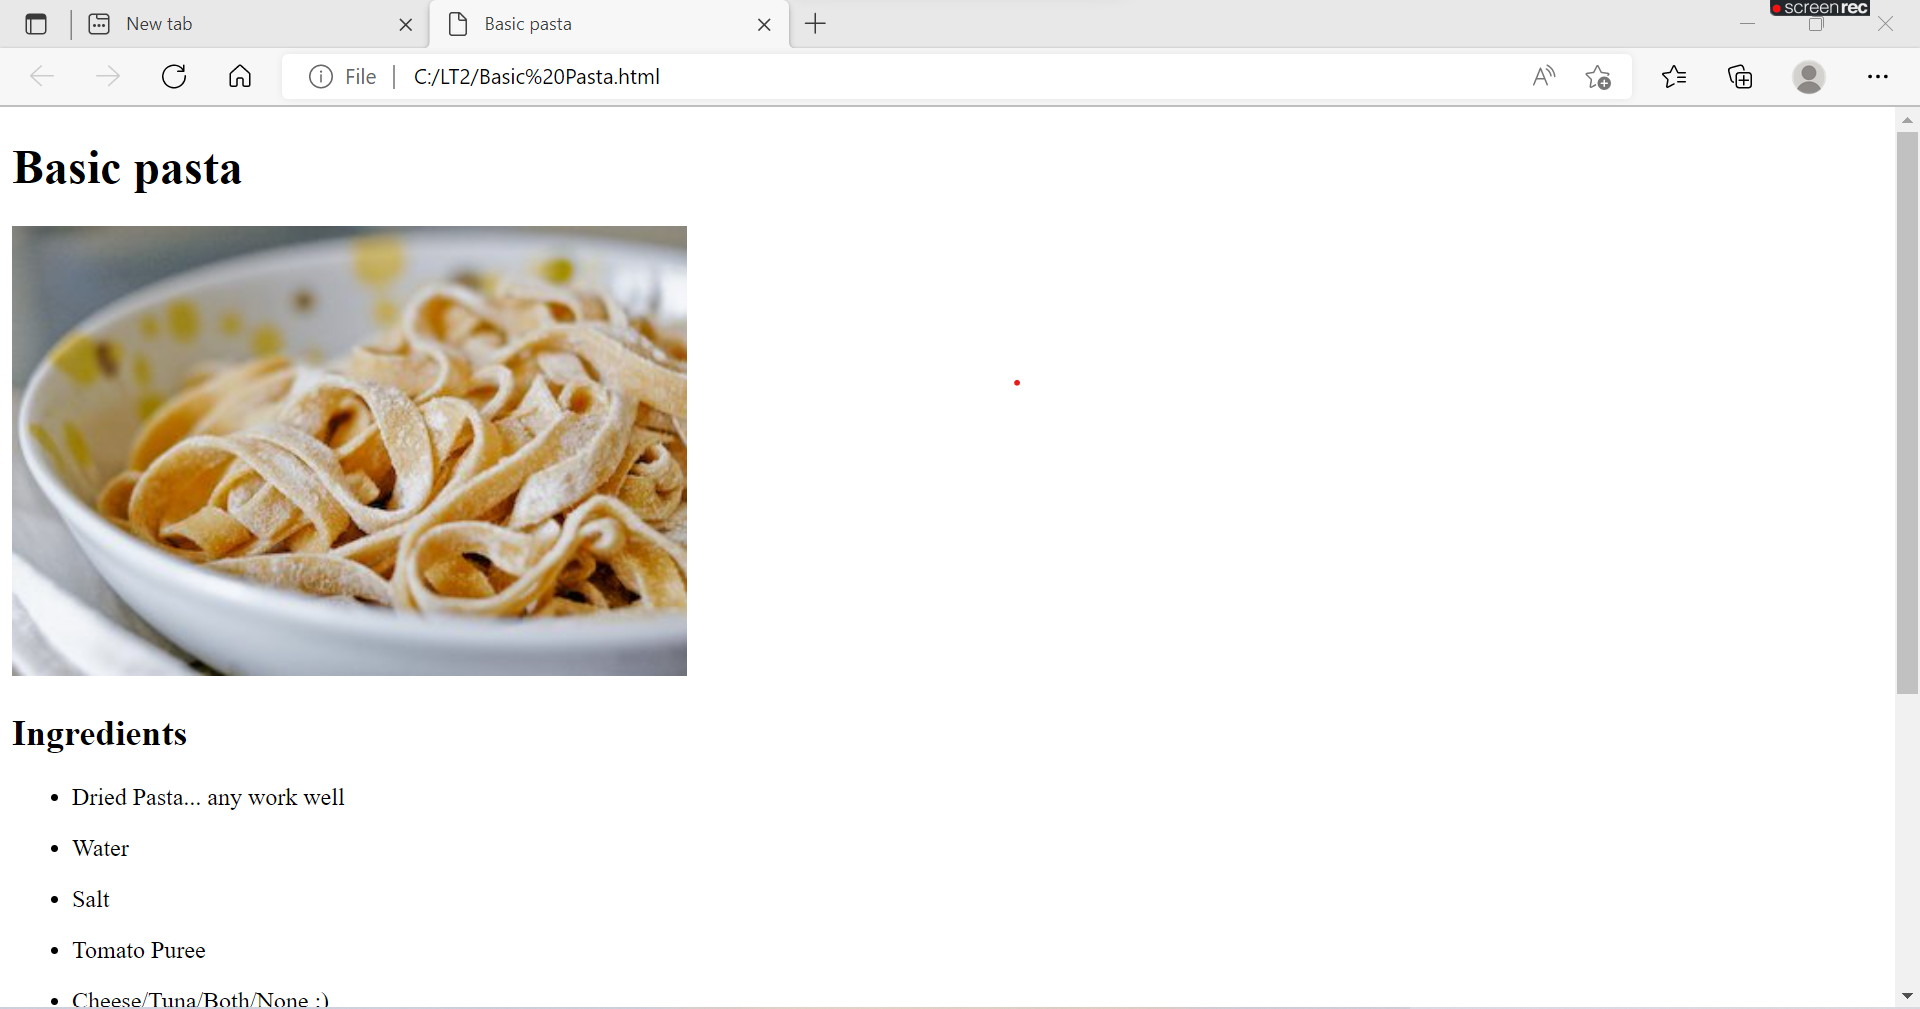 New tab
Basic pasta
screenrec
File
C:/LT2/Basic%20Pasta.html
Basic pasta
Ingredients
Dried Pasta... any work well
Water
Salt
Tomato Puree
Cheese/Tuna/Both/None :)